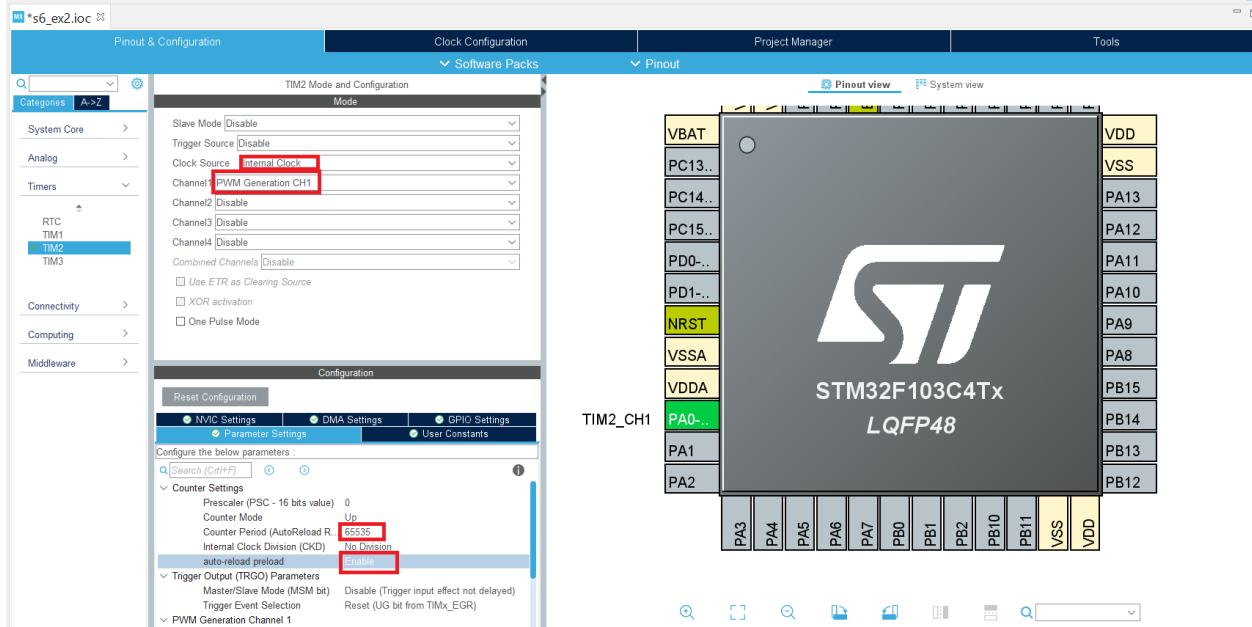 MX *s6_ex2.ioc
Pinout & Configuration
Clock Configuration
Project Manager
Tools
Software Packs
Pinout
Categories
A->Z
System Core
Analog
Timers
RTC
TIM1
TIM2
TIM3
Connectivity
Computing
Middleware
TIM2 Mode and Configuration
Mode
Slave Mode Disable
Trigger Source Disable
Clock Source Internal Clock
Channel1 PWM Generation CH1
Channel2 Disable
Channel3 Disable
Channel4 Disable
Combined Channels Disable
Use ETR as Clearing Source
XOR activation
One Pulse Mode
Configuration
Reset Configuration
NVIC Settings
DMA Settings
GPIO Settings
Parameter Settings
User Constants
Configure the below parameters :
Search (Crtl+F)
Counter Settings
Prescaler (PSC - 16 bits value) 0
Counter Mode Up
Counter Period (AutoReload R... 65535
Internal Clock Division (CKD) No Division
auto-reload preload Enable
Trigger Output (TRGO) Parameters
Master/Slave Mode (MSM bit) Disable (Trigger input effect not delayed)
Trigger Event Selection Reset (UG bit from TIMx_EGR)
PWM Generation Channel 1
Pinout view
System view
VBAT
PC13..
PC14..
PC15..
PD0-..
PD1-..
NRST
VSSA
VDDA
TIM2_CH1 PA0-..
PA1
PA2
STM32F103C4Tx
LQFP48
VDD
VSS
PA13
PA12
PA11
PA10
PA9
PA8
PB15
PB14
PB13
PB12
PA3
PA4
PA5
PA6
PA7
PB0
PB1
PB2
PB10
PB11
VSS
VDD